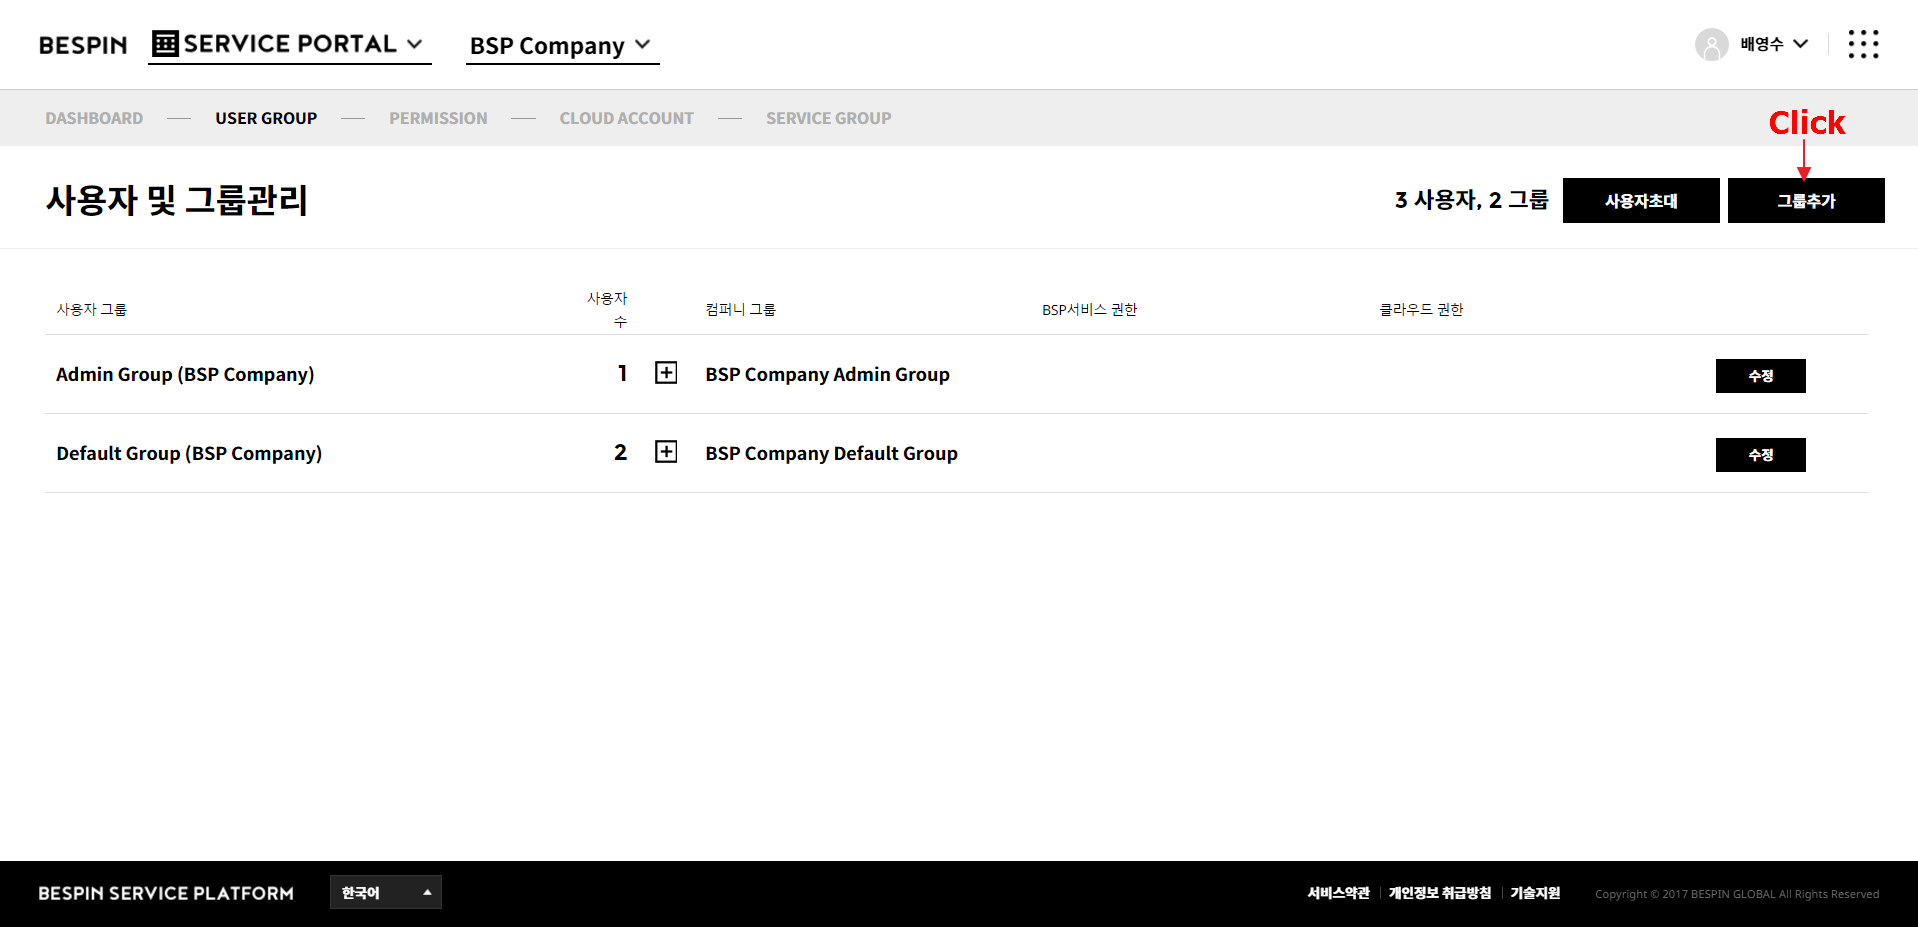 BESPIN SERVICE PORTAL BSP Company 배영수
DASHBOARD USER GROUP PERMISSION CLOUD ACCOUNT SERVICE GROUP
Click
사용자 및 그룹관리 3 사용자, 2 그룹 사용자초대 그룹추가
사용자 그룹 사용자 수 컴퍼니 그룹 BSP서비스 권한 클라우드 권한
Admin Group (BSP Company) 1 BSP Company Admin Group 수정
Default Group (BSP Company) 2 BSP Company Default Group 수정
BESPIN SERVICE PLATFORM 한국어 서비스약관 개인정보 취급방침 기술지원 Copyright © 2017 BESPIN GLOBAL All Rights Reserved